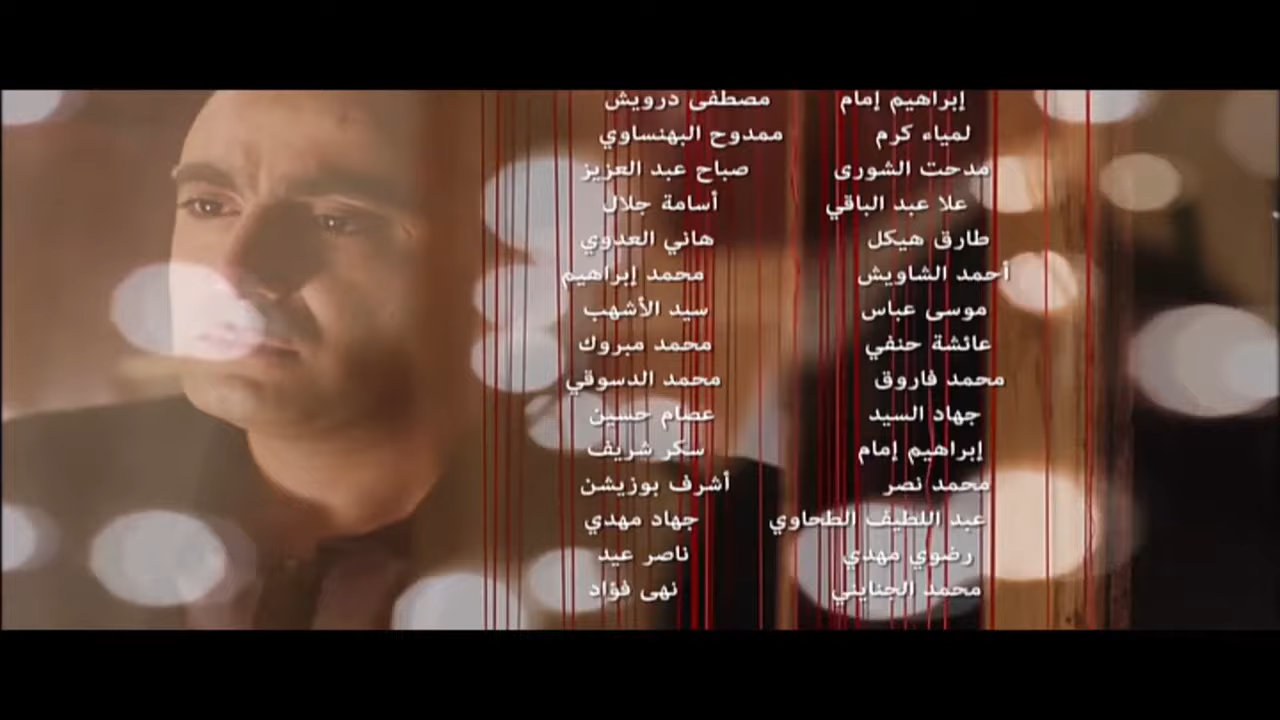 إبراهيم إمام مصطفى درويش
لمياء كرم ممدوح البهنساوي
مدحت الشورى صباح عبد العزيز
علا عبد الباقي أسامة جلال
طارق هيكل هاني العدوي
أحمد الشاويش محمد إبراهيم
موسى عباس سيد الأشهب
عائشة حنفي محمد مبروك
محمد فاروق محمد الدسوقي
جهاد السيد عصام حسين
إبراهيم إمام سكر شريف
محمد نصر أشرف بوزيشن
عبد اللطيف الطحاوي جهاد مهدي
رضوي مهدي ناصر عيد
محمد الجنايني نهى فؤاد